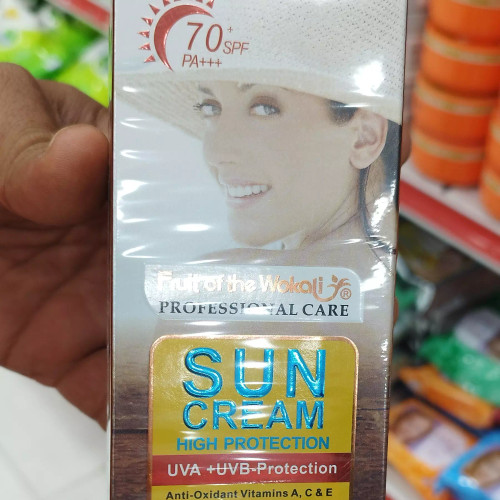 70+
SPF
PA+++
Fruit of the Wokali ®
PROFESSIONAL CARE
SUN
CREAM
HIGH PROTECTION
UVA +UVB-Protection
Anti-Oxidant Vitamins A, C & E